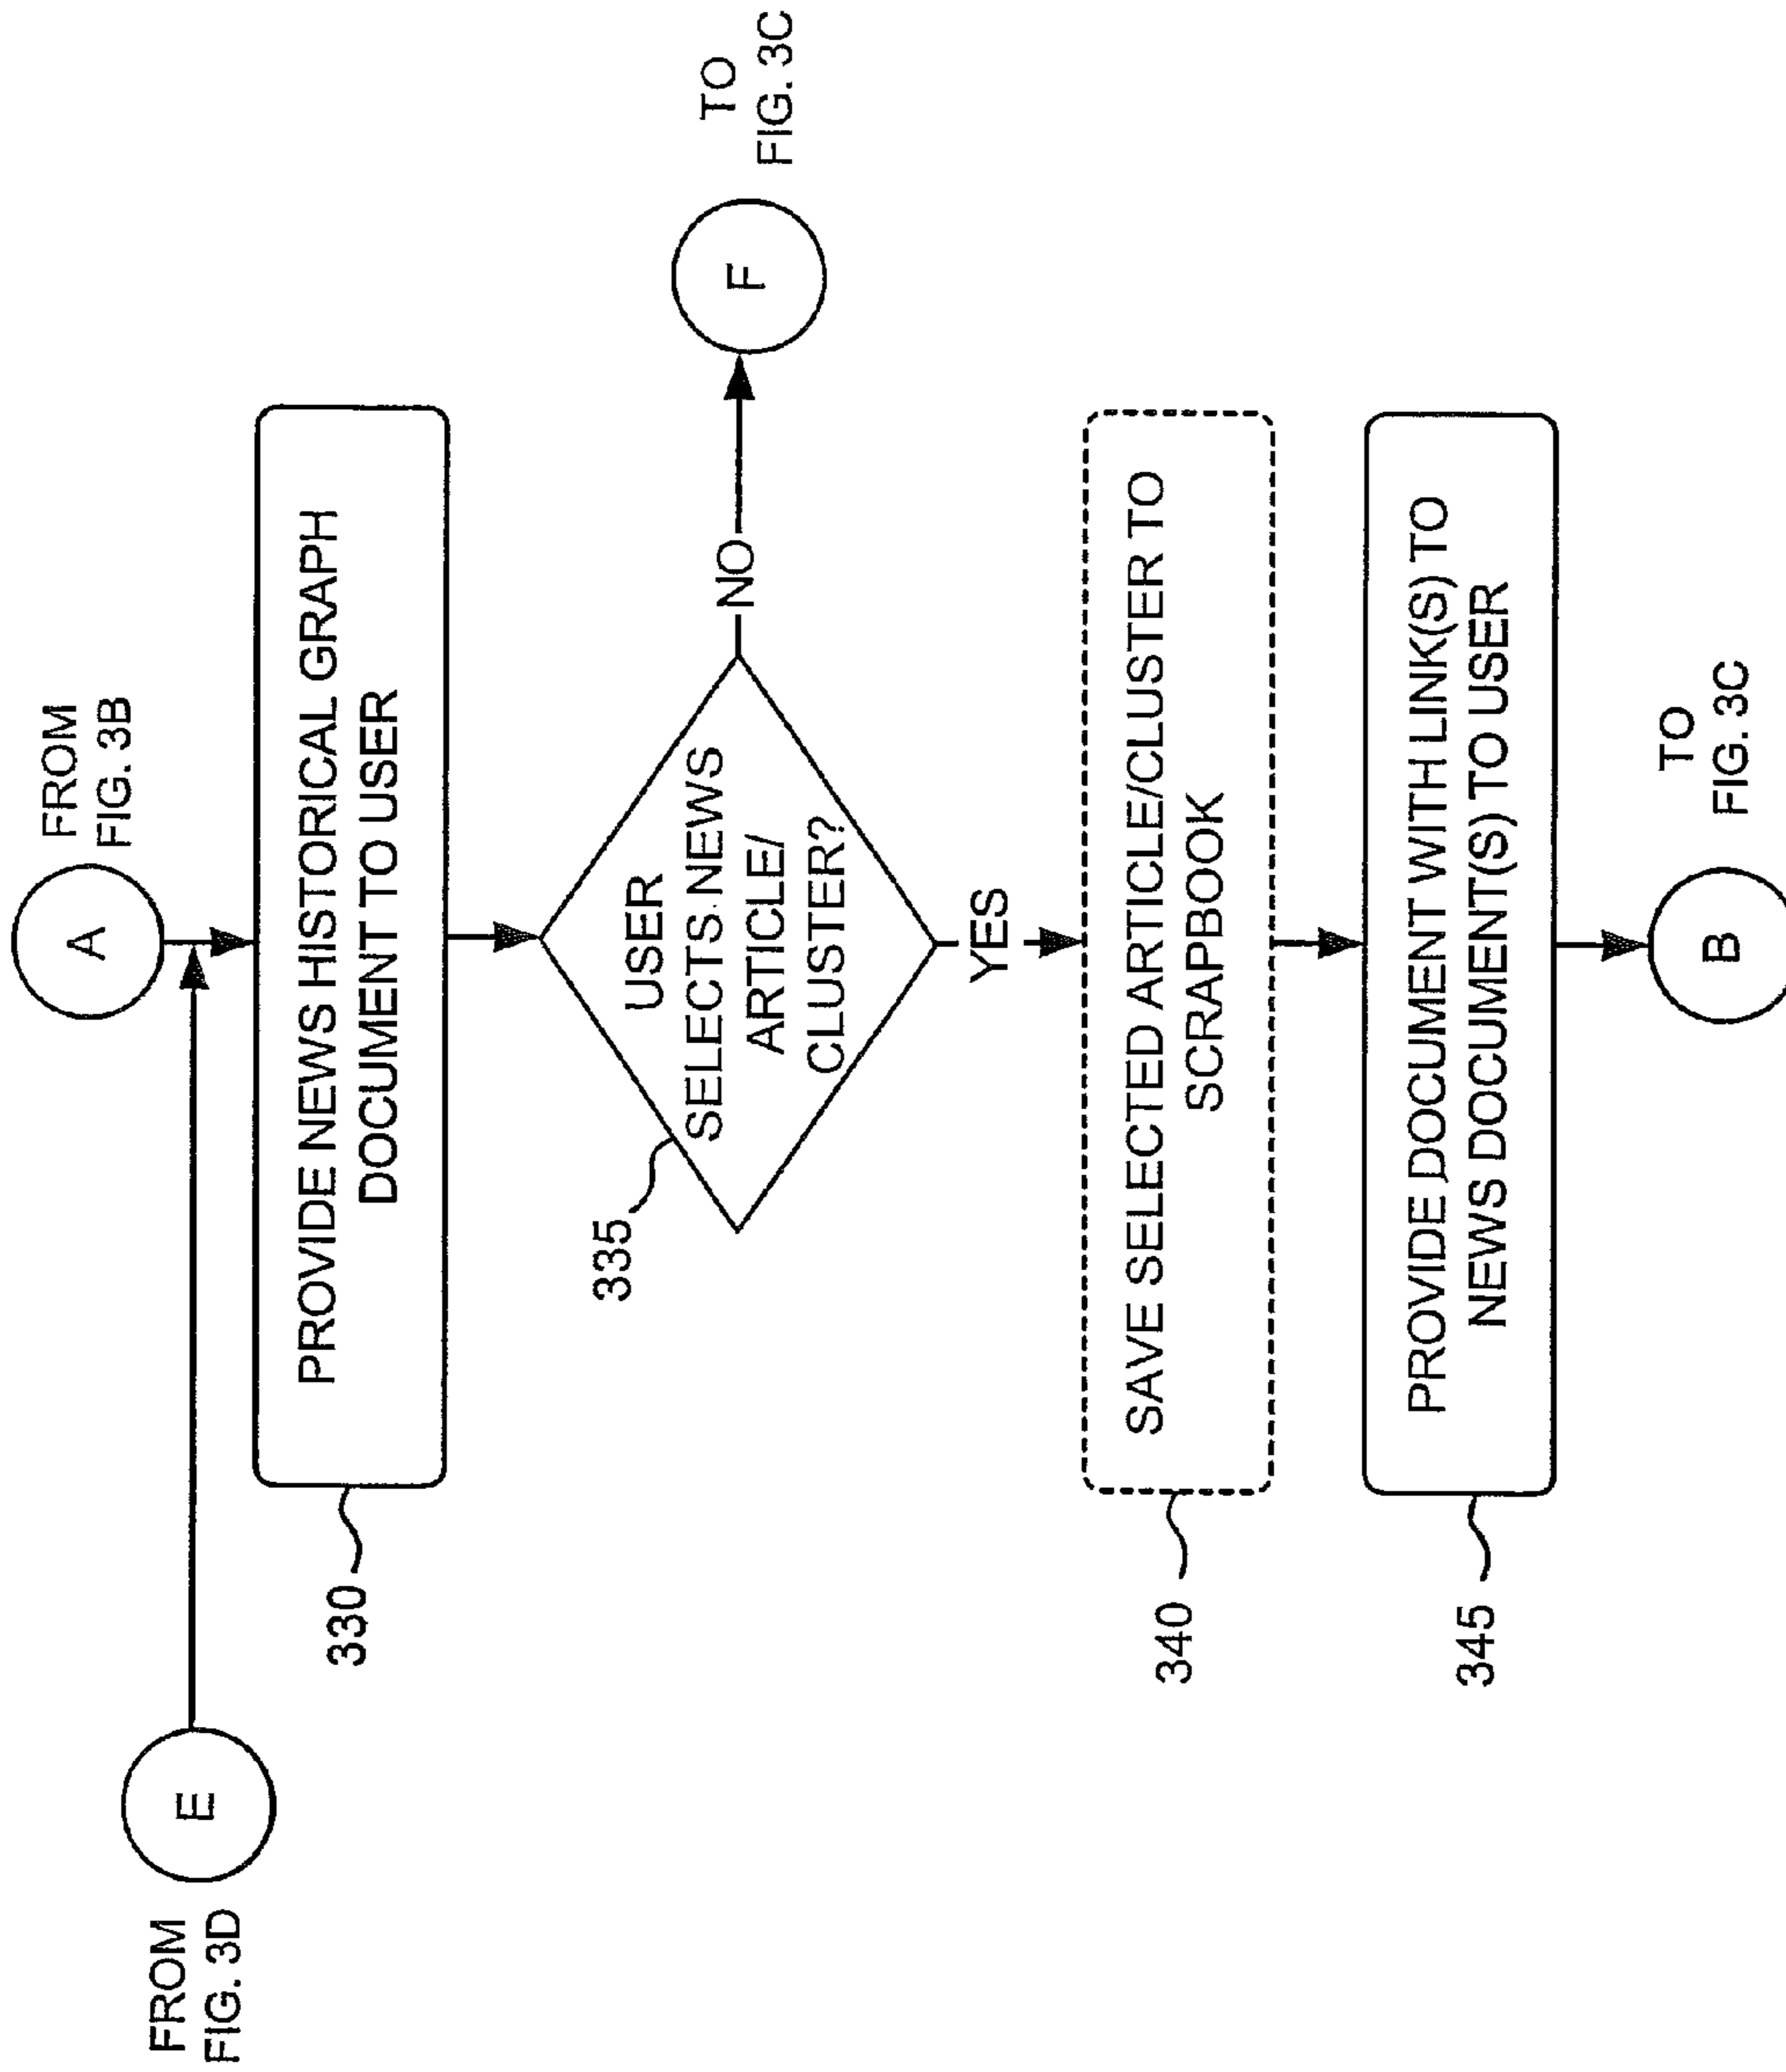 FROM
FIG. 3B
A
FROM
FIG. 3D
E
PROVIDE NEWS HISTORICAL GRAPH
DOCUMENT TO USER
330
USER
SELECTS NEWS
ARTICLE/
CLUSTER?
335
NO
F
TO
FIG. 3C
YES
SAVE SELECTED ARTICLE/CLUSTER TO
SCRAPBOOK
340
PROVIDE DOCUMENT WITH LINK(S) TO
NEWS DOCUMENT(S) TO USER
345
B
TO
FIG. 3C